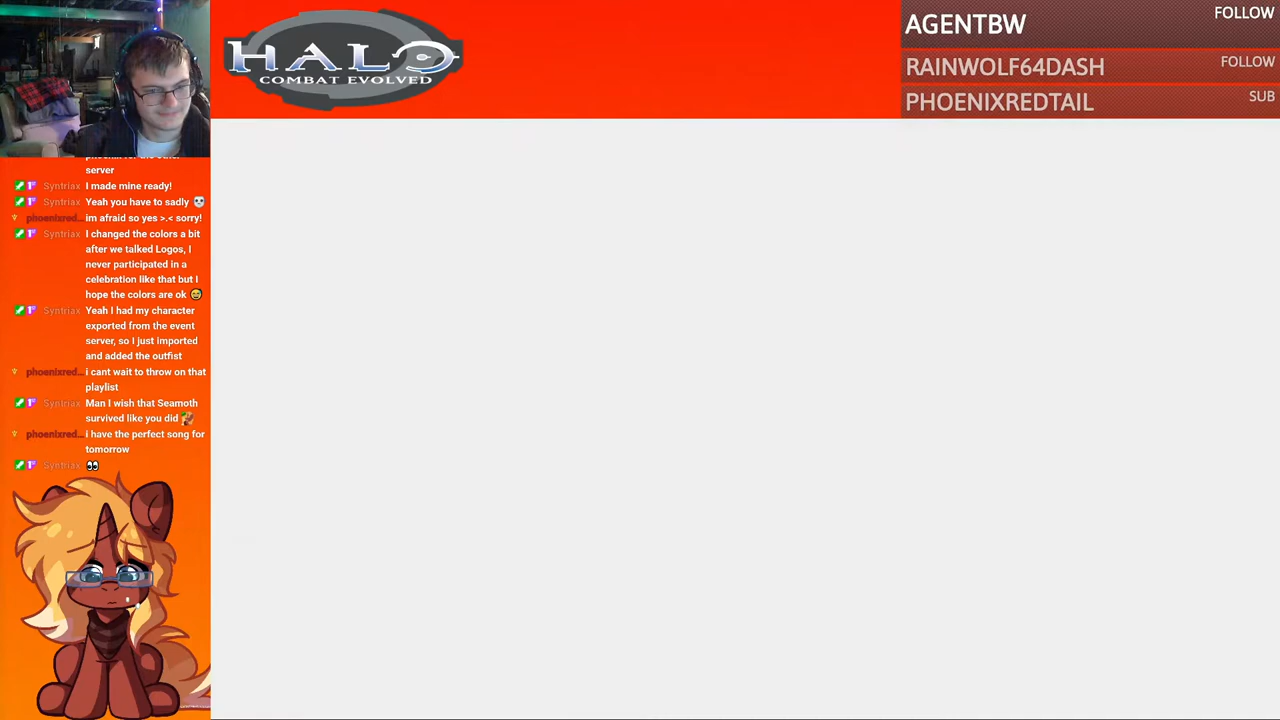 HALO
COMBAT EVOLVED
AGENTBW FOLLOW
RAINWOLF64DASH FOLLOW
PHOENIXREDTAIL SUB
server
Syntriax I made mine ready!
Syntriax Yeah you have to sadly
phoenixred... im afraid so yes >.< sorry!
Syntriax I changed the colors a bit
after we talked Logos, I
never participated in a
celebration like that but I
hope the colors are ok
Syntriax Yeah I had my character
exported from the event
server, so I just imported
and added the outfist
phoenixred... i cant wait to throw on that
playlist
Syntriax Man I wish that Seamoth
survived like you did
phoenixred... i have the perfect song for
tomorrow
Syntriax